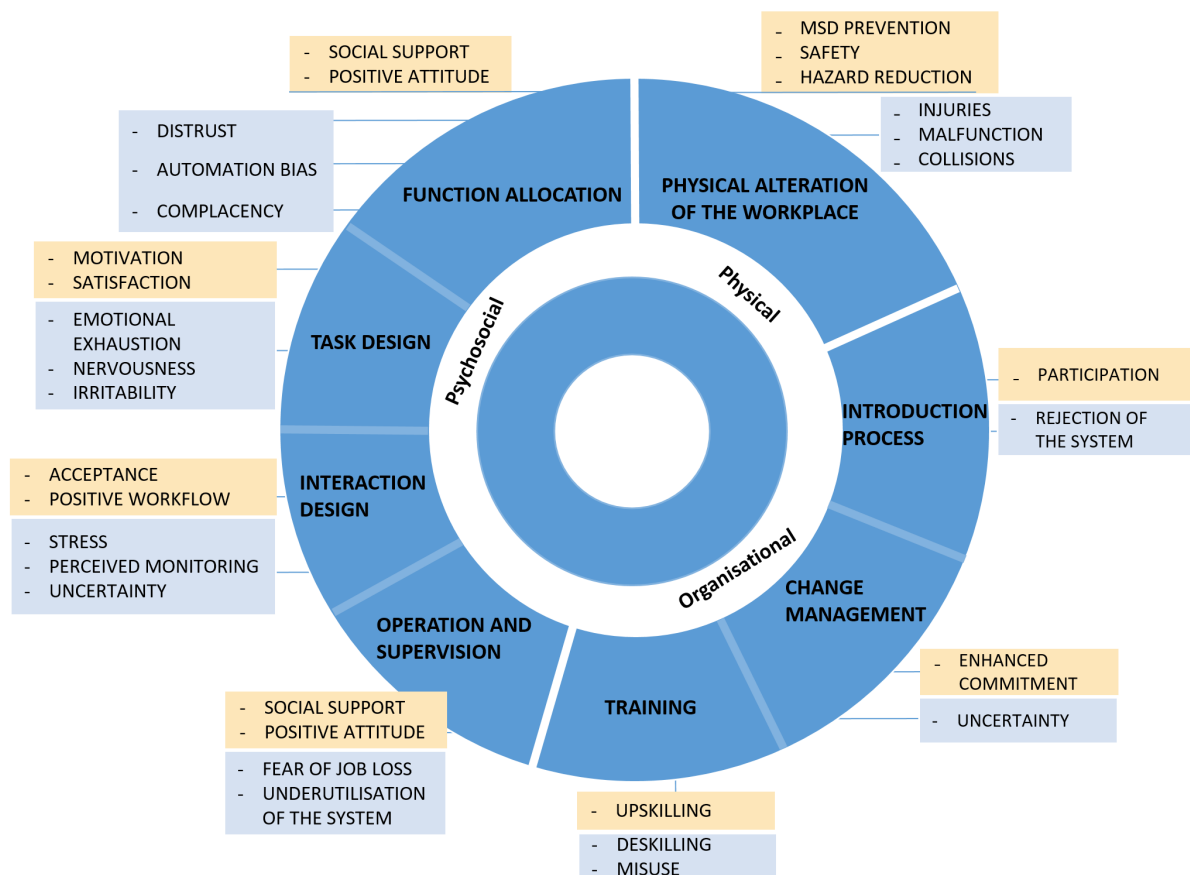 - SOCIAL SUPPORT
- POSITIVE ATTITUDE
- MSD PREVENTION
- SAFETY
- HAZARD REDUCTION
- DISTRUST
- AUTOMATION BIAS
- COMPLACENCY
- INJURIES
- MALFUNCTION
- COLLISIONS
FUNCTION ALLOCATION
PHYSICAL ALTERATION
OF THE WORKPLACE
- MOTIVATION
- SATISFACTION
- EMOTIONAL
EXHAUSTION
- NERVOUSNESS
- IRRITABILITY
TASK DESIGN
Psychosocial
Physical
- PARTICIPATION
- REJECTION OF
THE SYSTEM
INTRODUCTION
PROCESS
- ACCEPTANCE
- POSITIVE WORKFLOW
- STRESS
- PERCEIVED MONITORING
- UNCERTAINTY
INTERACTION
DESIGN
Organisational
CHANGE
MANAGEMENT
OPERATION AND
SUPERVISION
- ENHANCED
COMMITMENT
- UNCERTAINTY
TRAINING
- SOCIAL SUPPORT
- POSITIVE ATTITUDE
- FEAR OF JOB LOSS
- UNDERUTILISATION
OF THE SYSTEM
- UPSKILLING
- DESKILLING
- MISUSE